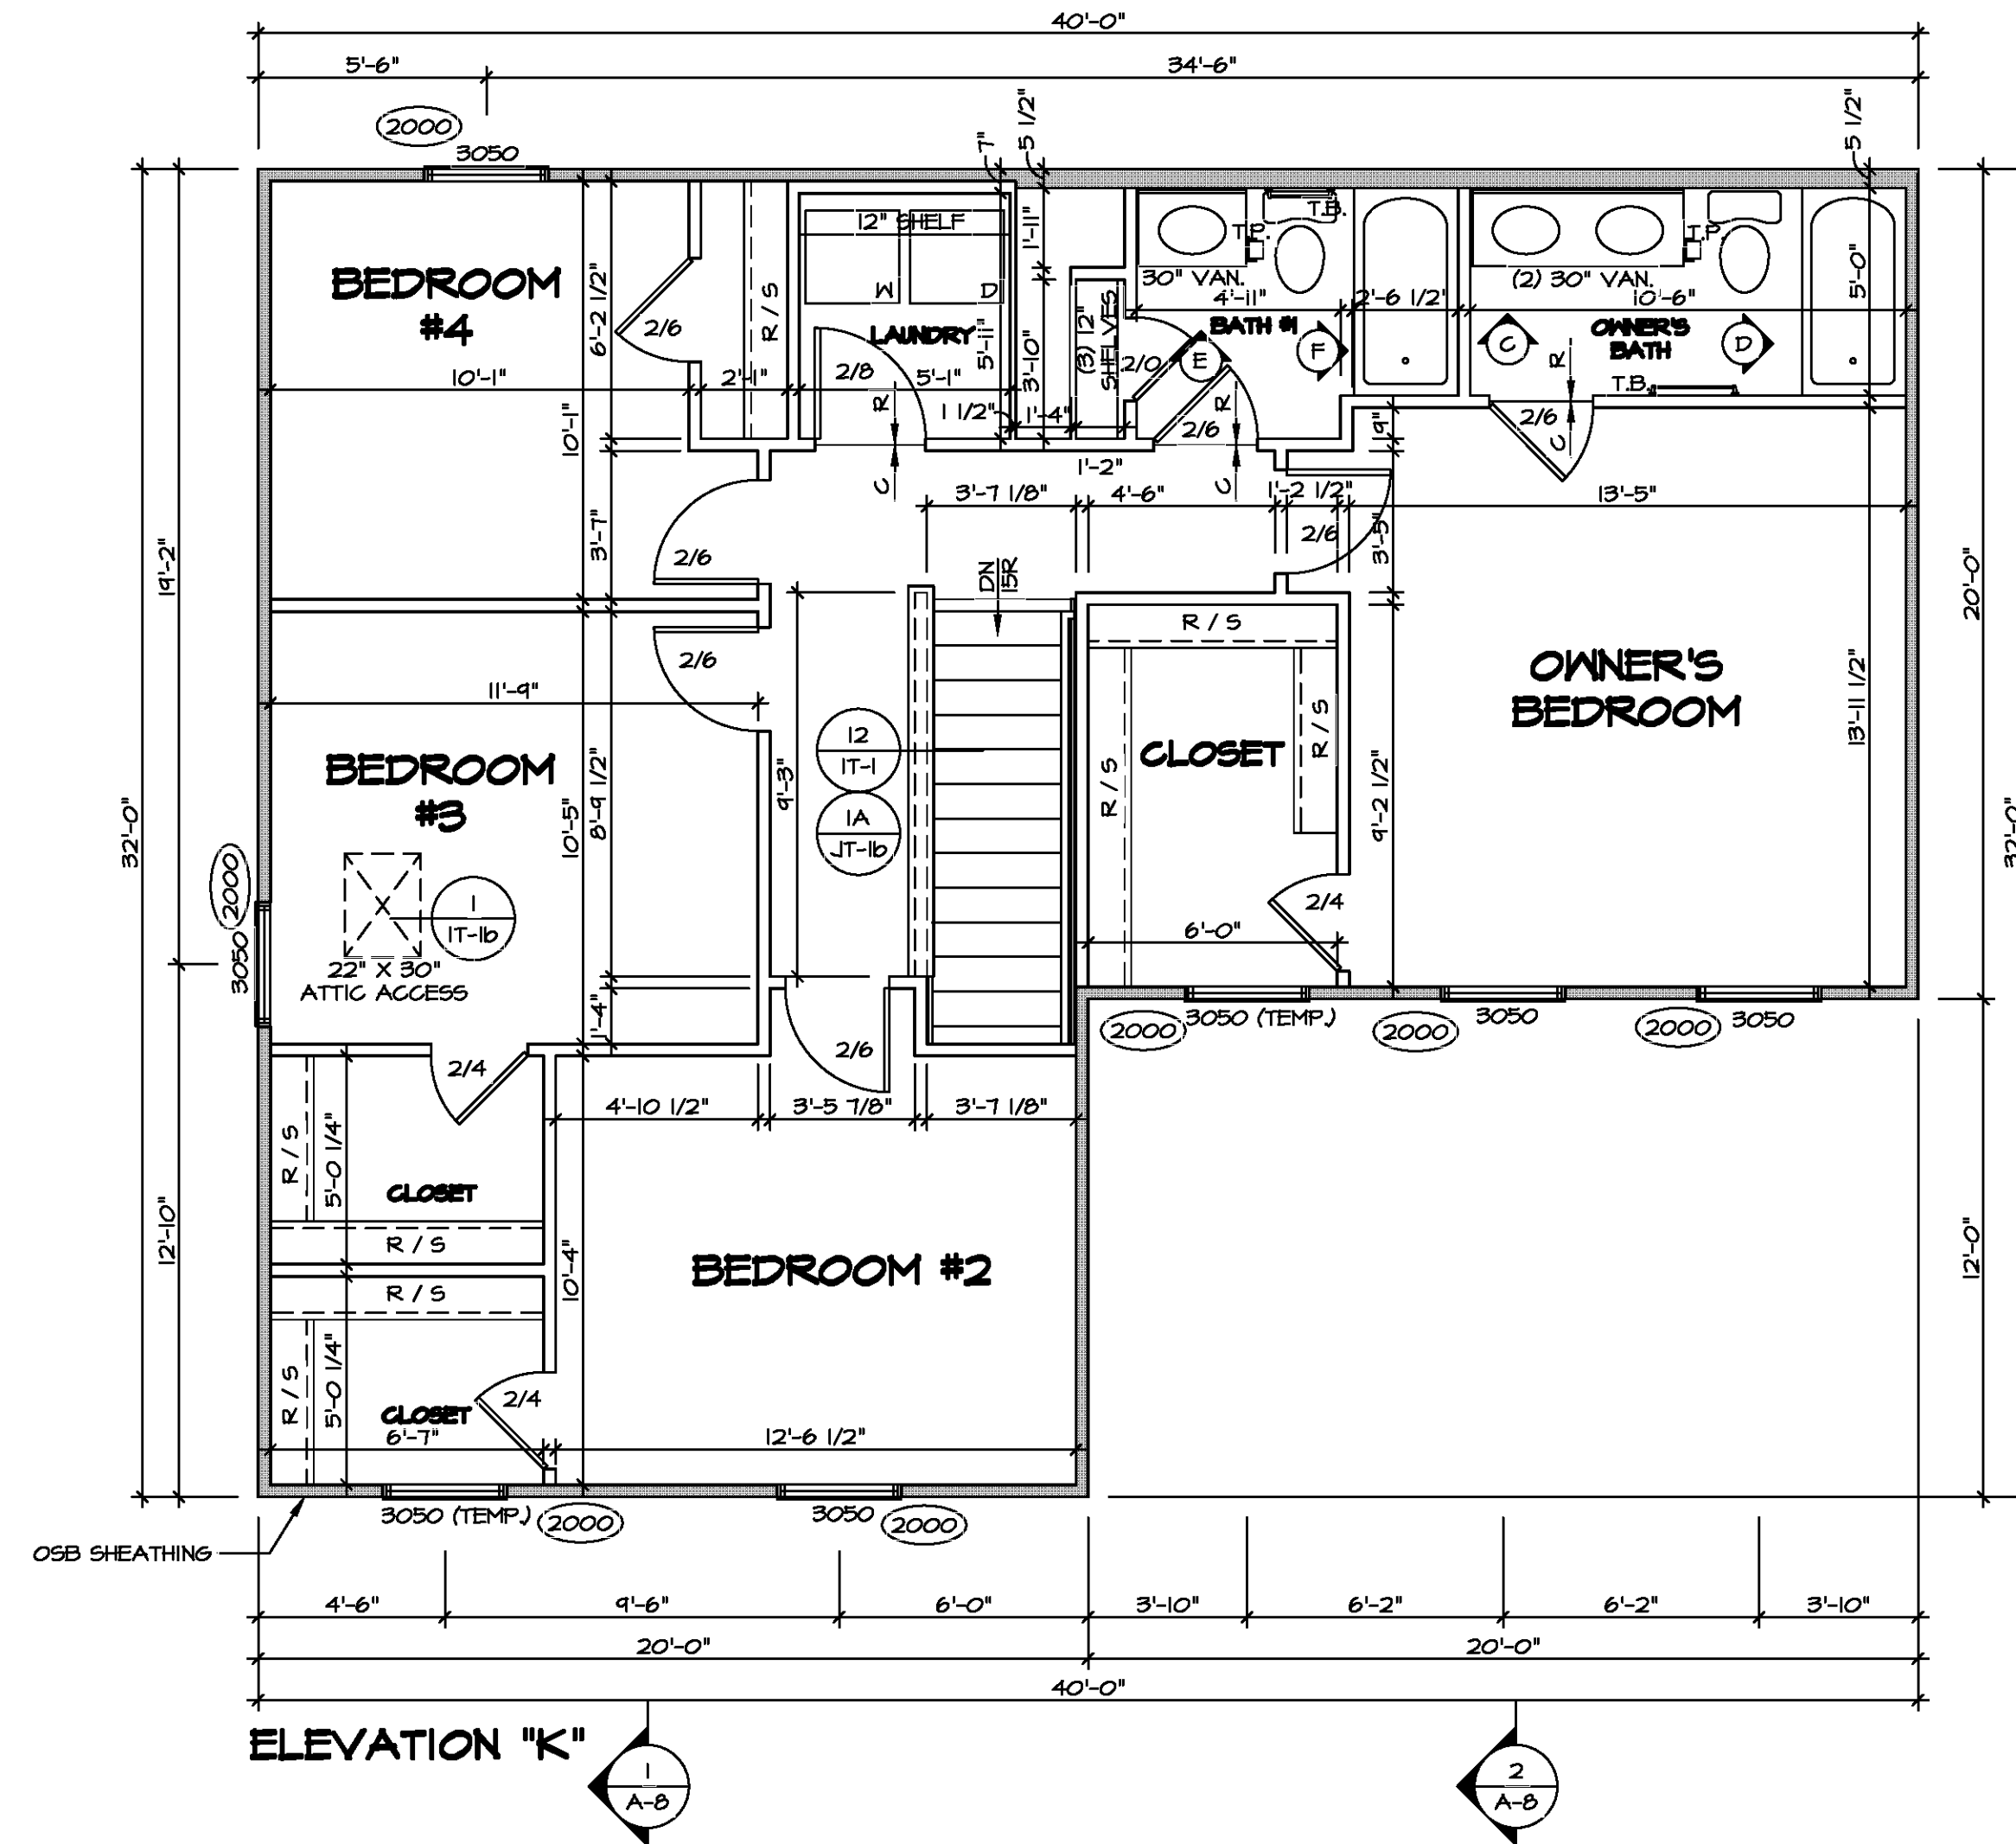 40'-0"
5'-6"
34'-6"
2000
3050
7"
5 1/2"
5 1/2"
12" SHELF
T.B.
T.P.
T.P.
1'-11"
BEDROOM
#4
6'-2 1/2"
R / S
W
D
30" VAN.
(2) 30" VAN.
5'-0"
2/6
LAUNDRY
5'-11"
3'-10"
(3) 12"
SHELVES
4'-11"
2'-6 1/2"
10'-6"
BATH #1
OWNER'S
BATH
E
F
C
D
10'-1"
2'-1"
2/8
5'-1"
2/0
R
R
R
T.B.
1 1/2"
1'-4"
2/6
9"
2/6
10'-1"
C
C
C
1'-2"
3'-7 1/8"
4'-6"
1'-2 1/2"
13'-5"
3'-7"
2/6
2/6
3'-5"
19'-2"
DN
15R
20'-0"
R / S
2/6
OWNER'S
BEDROOM
11'-9"
13'-11 1/2"
R / S
12
1T-1
CLOSET
BEDROOM
#3
10'-5"
8'-9 1/2"
9'-3"
R / S
9'-2 1/2"
32'-0"
32'-0"
1A
JT-1b
2000
3050
1
1T-1b
2/4
6'-0"
22" X 30"
ATTIC ACCESS
1'-4"
2000
3050 (TEMP.)
2000
3050
2000
3050
2/4
2/6
4'-10 1/2"
3'-5 7/8"
3'-7 1/8"
R / S
5'-0 1/4"
CLOSET
12'-10"
12'-0"
R / S
10'-4"
BEDROOM #2
R / S
R / S
5'-0 1/4"
2/4
CLOSET
6'-7"
12'-6 1/2"
3050 (TEMP.)
2000
3050
2000
OSB SHEATHING
4'-6"
9'-6"
6'-0"
3'-10"
6'-2"
6'-2"
3'-10"
20'-0"
20'-0"
40'-0"
ELEVATION "K"
1
A-8
2
A-8